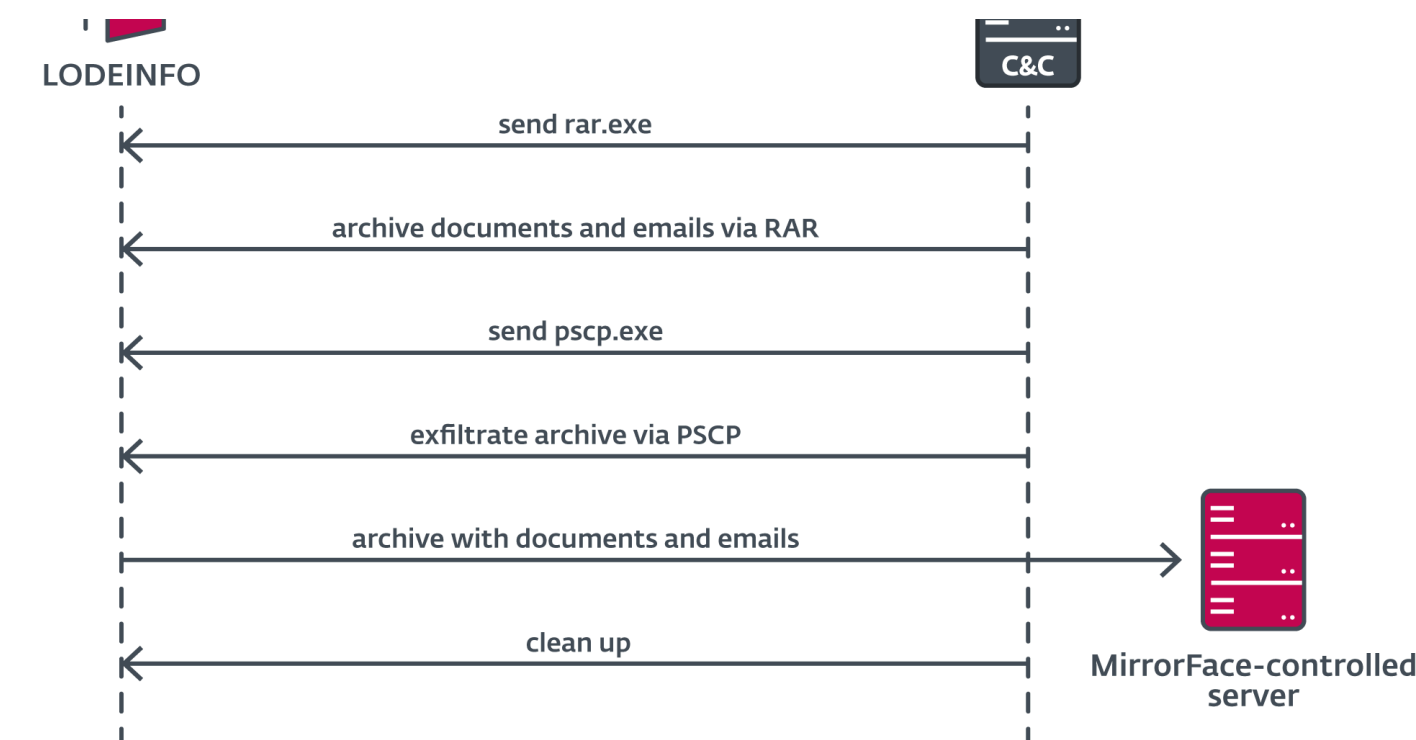 LODEINFO
C&C
send rar.exe
archive documents and emails via RAR
send pscp.exe
exfiltrate archive via PSCP
archive with documents and emails
clean up
MirrorFace-controlled
server